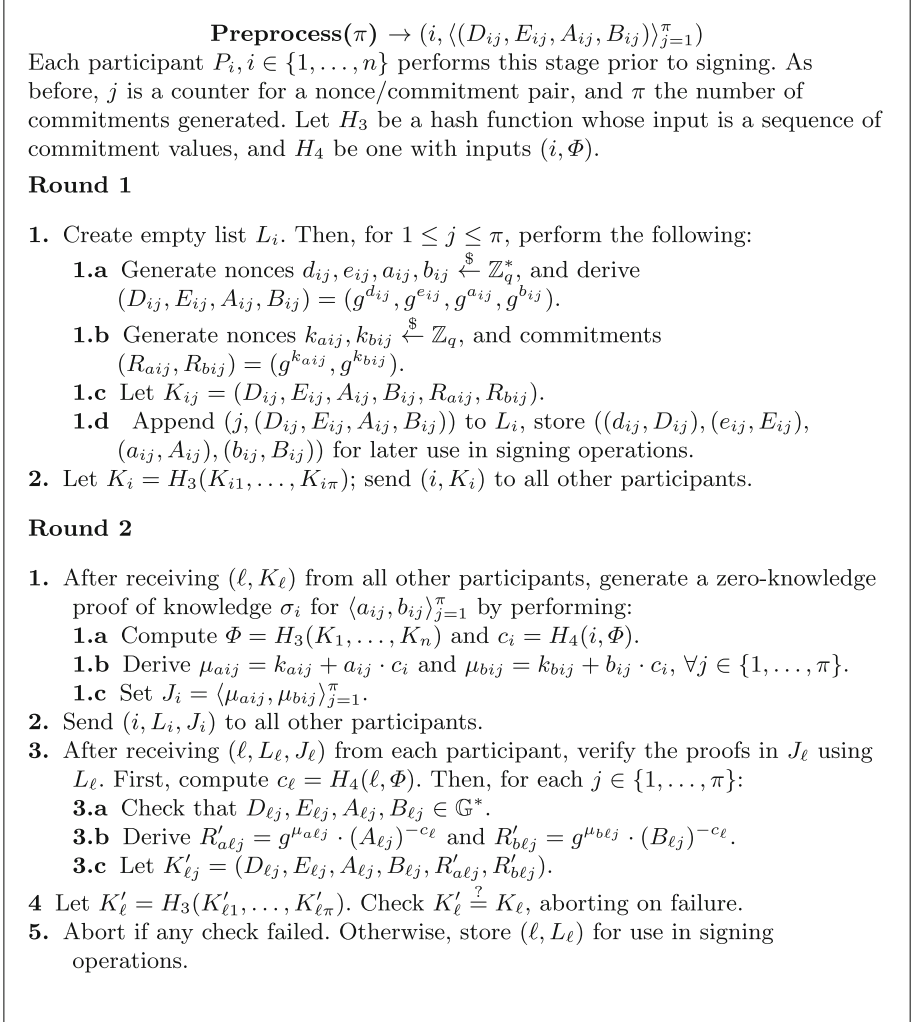 Preprocess(π) → (i, ⟨(D_{ij}, E_{ij}, A_{ij}, B_{ij})⟩^π_{j=1})
Each participant P_i, i ∈ {1, . . . , n} performs this stage prior to signing. As
before, j is a counter for a nonce/commitment pair, and π the number of
commitments generated. Let H_3 be a hash function whose input is a sequence of
commitment values, and H_4 be one with inputs (i, Φ).
Round 1
1. Create empty list L_i. Then, for 1 ≤ j ≤ π, perform the following:
1.a Generate nonces d_{ij}, e_{ij}, a_{ij}, b_{ij} ←$ ℤ*_q, and derive
(D_{ij}, E_{ij}, A_{ij}, B_{ij}) = (g^{d_{ij}}, g^{e_{ij}}, g^{a_{ij}}, g^{b_{ij}}).
1.b Generate nonces k_{aij}, k_{bij} ←$ ℤ_q, and commitments
(R_{aij}, R_{bij}) = (g^{k_{aij}}, g^{k_{bij}}).
1.c Let K_{ij} = (D_{ij}, E_{ij}, A_{ij}, B_{ij}, R_{aij}, R_{bij}).
1.d Append (j, (D_{ij}, E_{ij}, A_{ij}, B_{ij})) to L_i, store ((d_{ij}, D_{ij}), (e_{ij}, E_{ij}),
(a_{ij}, A_{ij}), (b_{ij}, B_{ij})) for later use in signing operations.
2. Let K_i = H_3(K_{i1}, . . . , K_{iπ}); send (i, K_i) to all other participants.
Round 2
1. After receiving (ℓ, K_ℓ) from all other participants, generate a zero-knowledge
proof of knowledge σ_i for ⟨a_{ij}, b_{ij}⟩^π_{j=1} by performing:
1.a Compute Φ = H_3(K_1, . . . , K_n) and c_i = H_4(i, Φ).
1.b Derive μ_{aij} = k_{aij} + a_{ij} · c_i and μ_{bij} = k_{bij} + b_{ij} · c_i, ∀j ∈ {1, . . . , π}.
1.c Set J_i = ⟨μ_{aij}, μ_{bij}⟩^π_{j=1}.
2. Send (i, L_i, J_i) to all other participants.
3. After receiving (ℓ, L_ℓ, J_ℓ) from each participant, verify the proofs in J_ℓ using
L_ℓ. First, compute c_ℓ = H_4(ℓ, Φ). Then, for each j ∈ {1, . . . , π}:
3.a Check that D_{ℓj}, E_{ℓj}, A_{ℓj}, B_{ℓj} ∈ 𝔾*.
3.b Derive R′_{aℓj} = g^{μ_{aℓj}} · (A_{ℓj})^{−c_ℓ} and R′_{bℓj} = g^{μ_{bℓj}} · (B_{ℓj})^{−c_ℓ}.
3.c Let K′_{ℓj} = (D_{ℓj}, E_{ℓj}, A_{ℓj}, B_{ℓj}, R′_{aℓj}, R′_{bℓj}).
4 Let K′_ℓ = H_3(K′_{ℓ1}, . . . , K′_{ℓπ}). Check K′_ℓ ≟ K_ℓ, aborting on failure.
5. Abort if any check failed. Otherwise, store (ℓ, L_ℓ) for use in signing
operations.